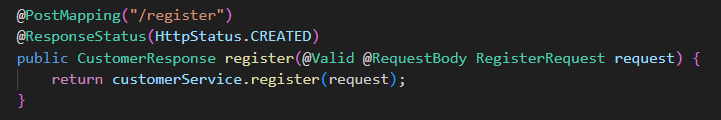 @PostMapping("/register")
@ResponseStatus(HttpStatus.CREATED)
public CustomerResponse register(@Valid @RequestBody RegisterRequest request) {
    return customerService.register(request);
}